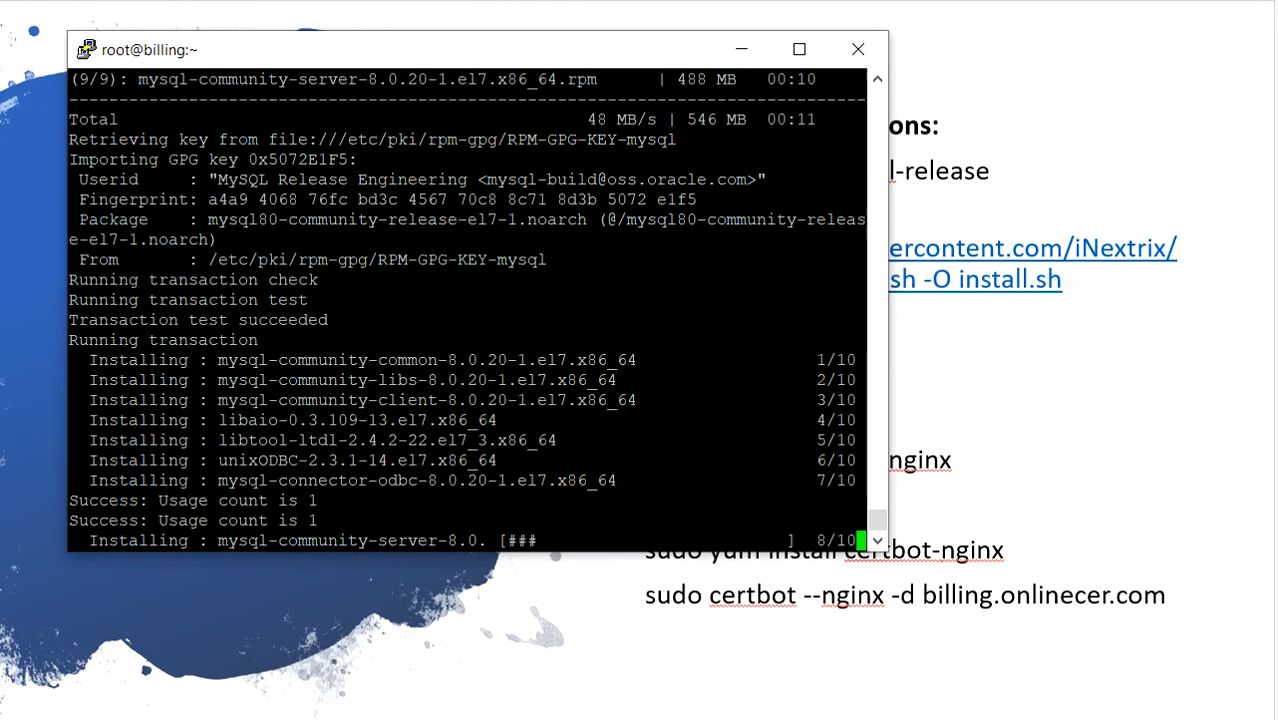 root@billing:~
(9/9): mysql-community-server-8.0.20-1.el7.x86_64.rpm | 488 MB 00:10
--------------------------------------------------------------------------------
Total 48 MB/s | 546 MB 00:11
Retrieving key from file:///etc/pki/rpm-gpg/RPM-GPG-KEY-mysql
Importing GPG key 0x5072E1F5:
Userid : "MySQL Release Engineering <mysql-build@oss.oracle.com>"
Fingerprint: a4a9 4068 76fc bd3c 4567 70c8 8c71 8d3b 5072 e1f5
Package : mysql80-community-release-el7-1.noarch (@/mysql80-community-releas
e-el7-1.noarch)
From : /etc/pki/rpm-gpg/RPM-GPG-KEY-mysql
Running transaction check
Running transaction test
Transaction test succeeded
Running transaction
Installing : mysql-community-common-8.0.20-1.el7.x86_64 1/10
Installing : mysql-community-libs-8.0.20-1.el7.x86_64 2/10
Installing : mysql-community-client-8.0.20-1.el7.x86_64 3/10
Installing : libaio-0.3.109-13.el7.x86_64 4/10
Installing : libtool-ltdl-2.4.2-22.el7_3.x86_64 5/10
Installing : unixODBC-2.3.1-14.el7.x86_64 6/10
Installing : mysql-connector-odbc-8.0.20-1.el7.x86_64 7/10
Success: Usage count is 1
Success: Usage count is 1
Installing : mysql-community-server-8.0. [### ] 8/10
ons:
l-release
ercontent.com/iNextrix/
sh -O install.sh
nginx
sudo yum install certbot-nginx
sudo certbot --nginx -d billing.onlinecer.com